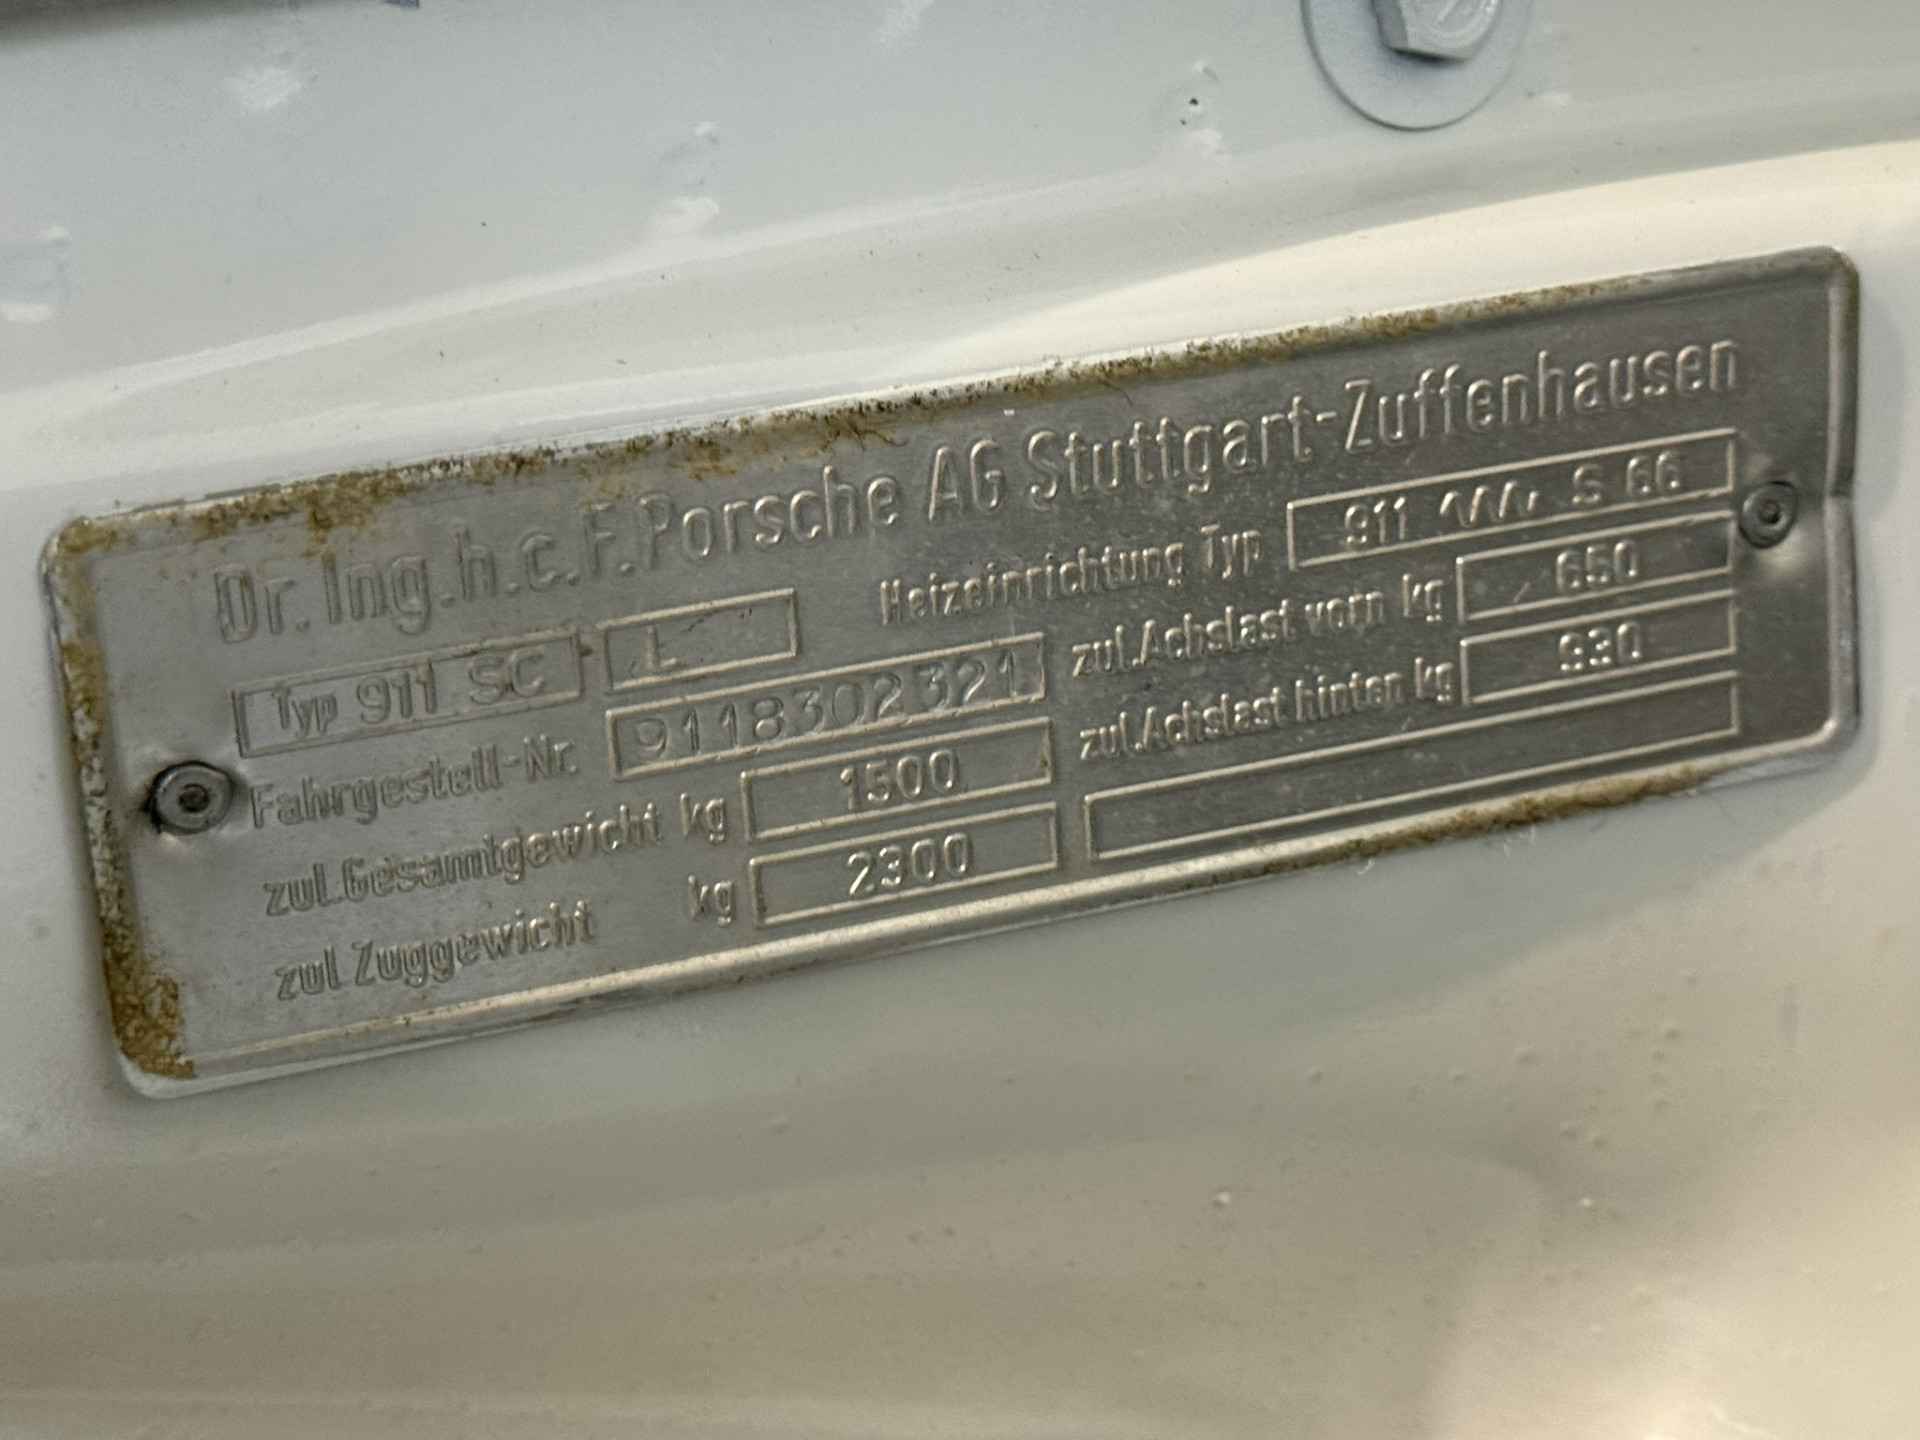 Dr. Ing. h.c. F. Porsche AG Stuttgart-Zuffenhausen
Typ 911 SC L
Heizeinrichtung Typ 911 S 66
Fahrgestell-Nr. 9118302321
zul. Achslast vorn kg 650
zul. Gesamtgewicht kg 1500
zul. Achslast hinten kg 930
zul Zuggewicht kg 2300